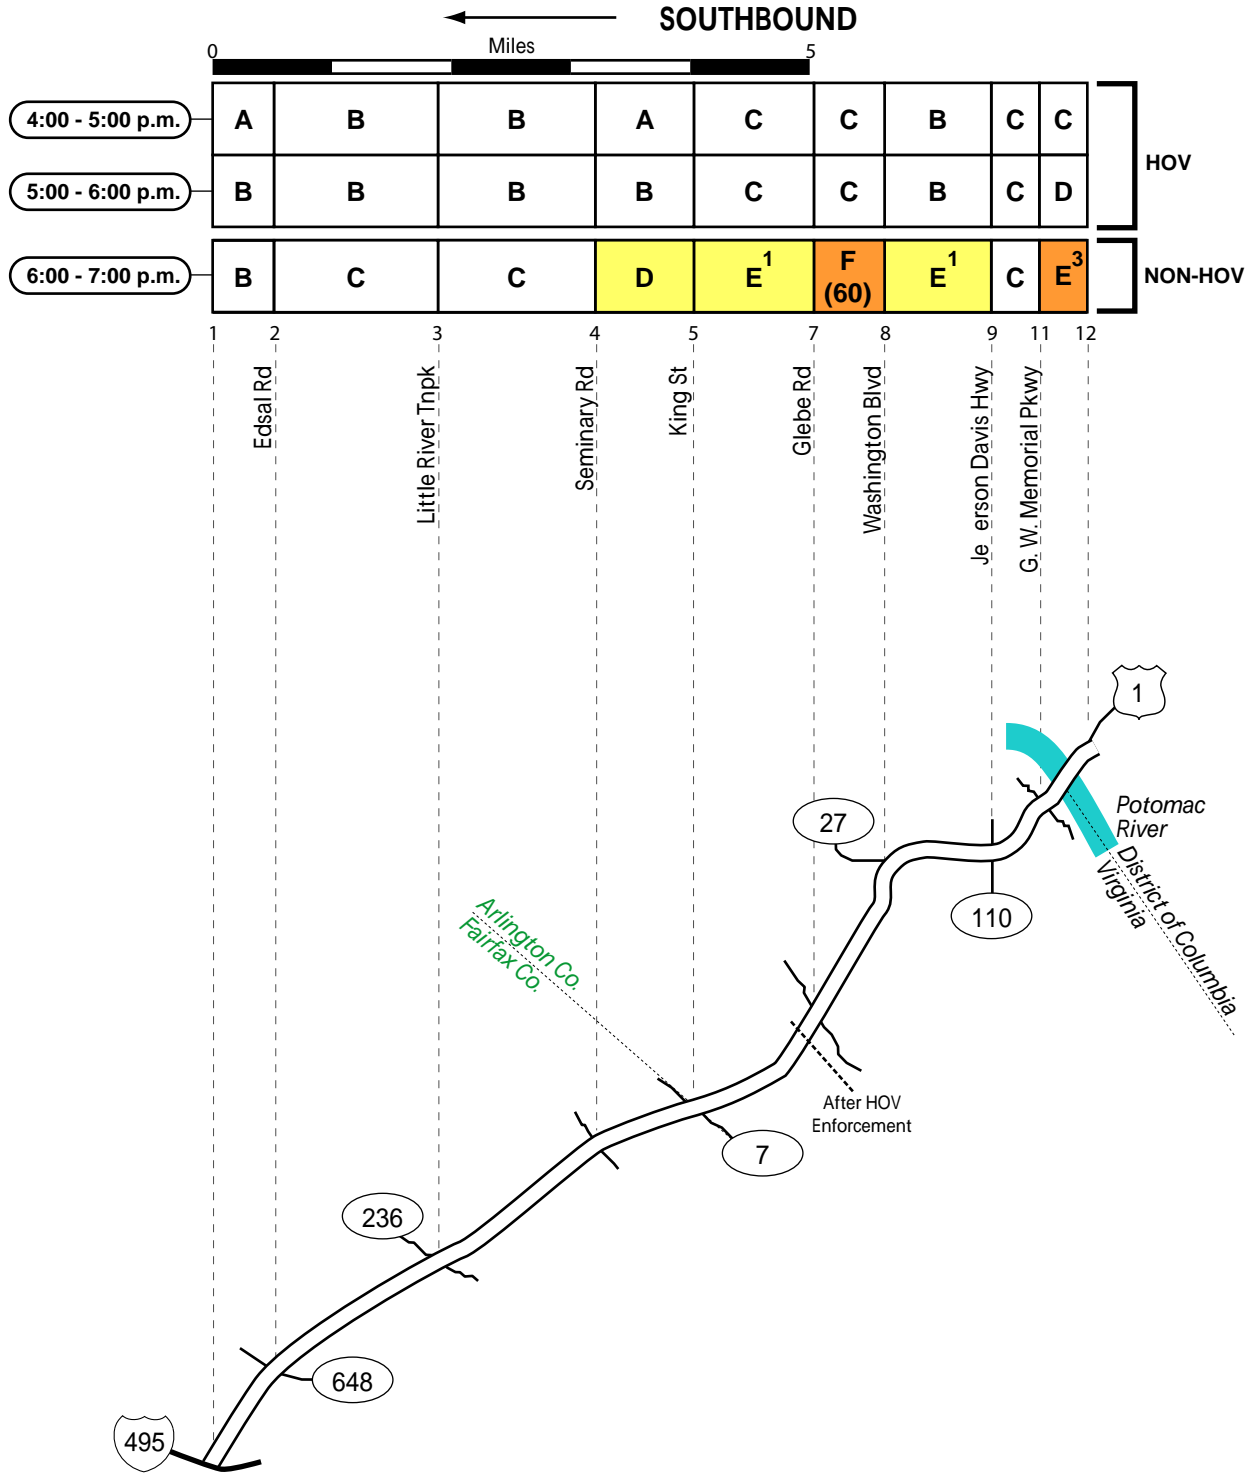 SOUTHBOUND
0 Miles 5
4:00 - 5:00 p.m. A B B A C C B C C
HOV
5:00 - 6:00 p.m. B B B B C C B C D
6:00 - 7:00 p.m. B C C D E1 F (60) E1 C E3
NON-HOV
1 2 3 4 5 7 8 9 11 12
Edsal Rd
Little River Tnpk
Seminary Rd
King St
Glebe Rd
Washington Blvd
Je erson Davis Hwy
G. W. Memorial Pkwy
1
Potomac
River
District of Columbia
Virginia
27
110
Arlington Co.
Fairfax Co.
After HOV
Enforcement
7
236
648
495